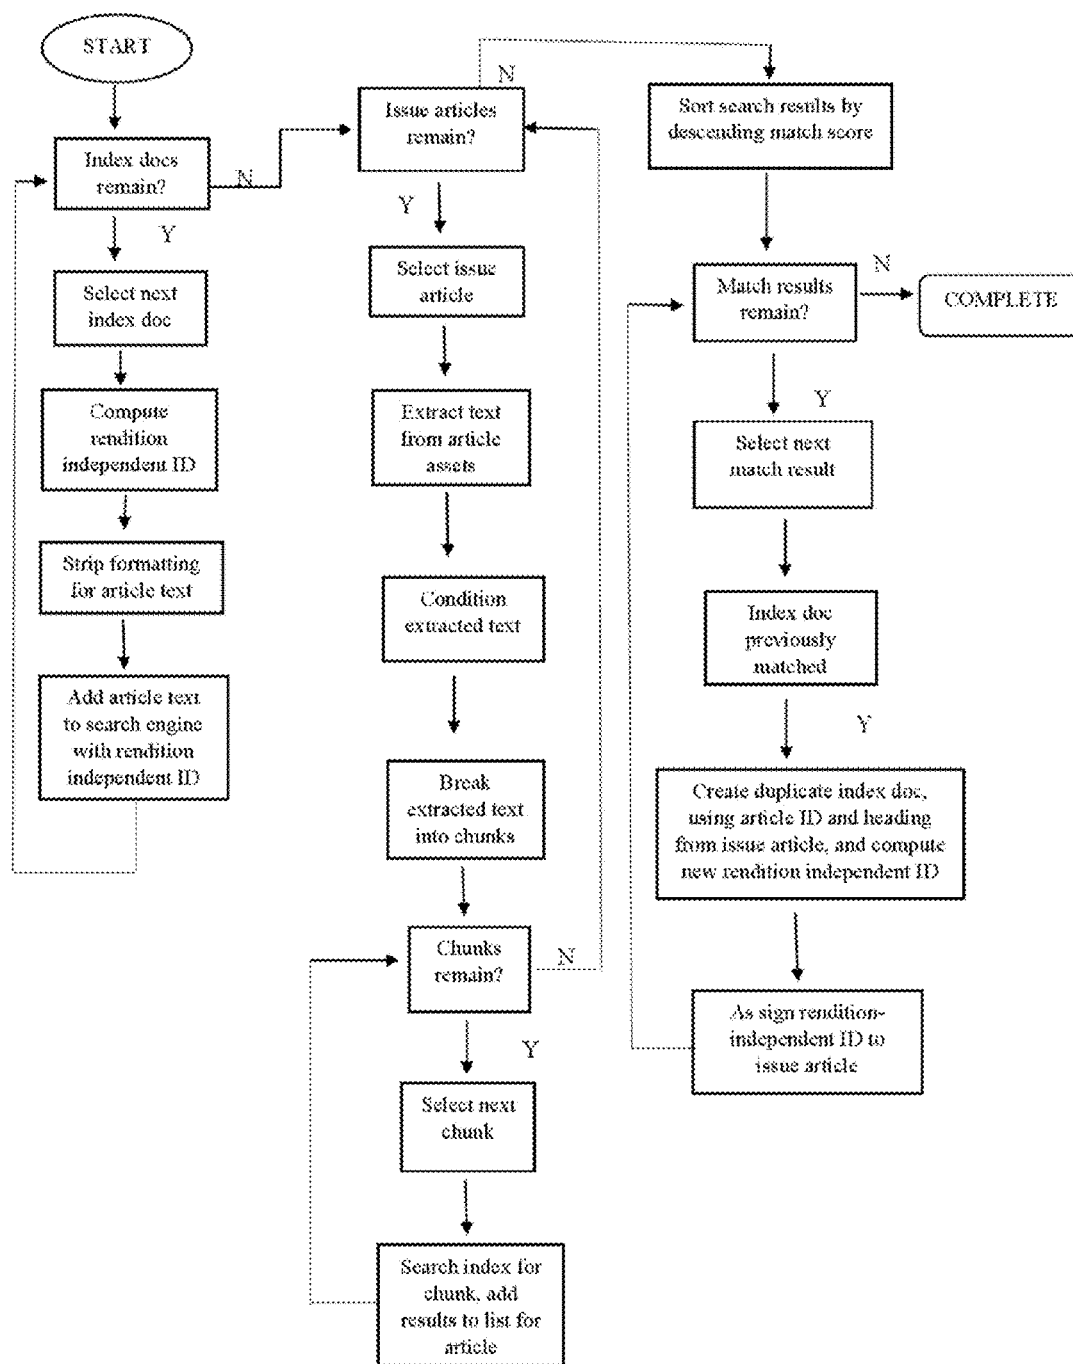 START
Index docs
remain?
N
Y
Select next
index doc
Compute
rendition
independent ID
Strip formatting
for article text
Add article text
to search engine
with rendition
independent ID
Issue articles
remain?
N
Y
Select issue
article
Extract text
from article
assets
Condition
extracted text
Break
extracted text
into chunks
Chunks
remain?
N
Y
Select next
chunk
Search index for
chunk, add
results to list for
article
Sort search results by
descending match score
Match results
remain?
N
COMPLETE
Y
Select next
match result
Index doc
previously
matched
Y
Create duplicate index doc,
using article ID and heading
from issue article, and compute
new rendition independent ID
As sign rendition-
independent ID to
issue article